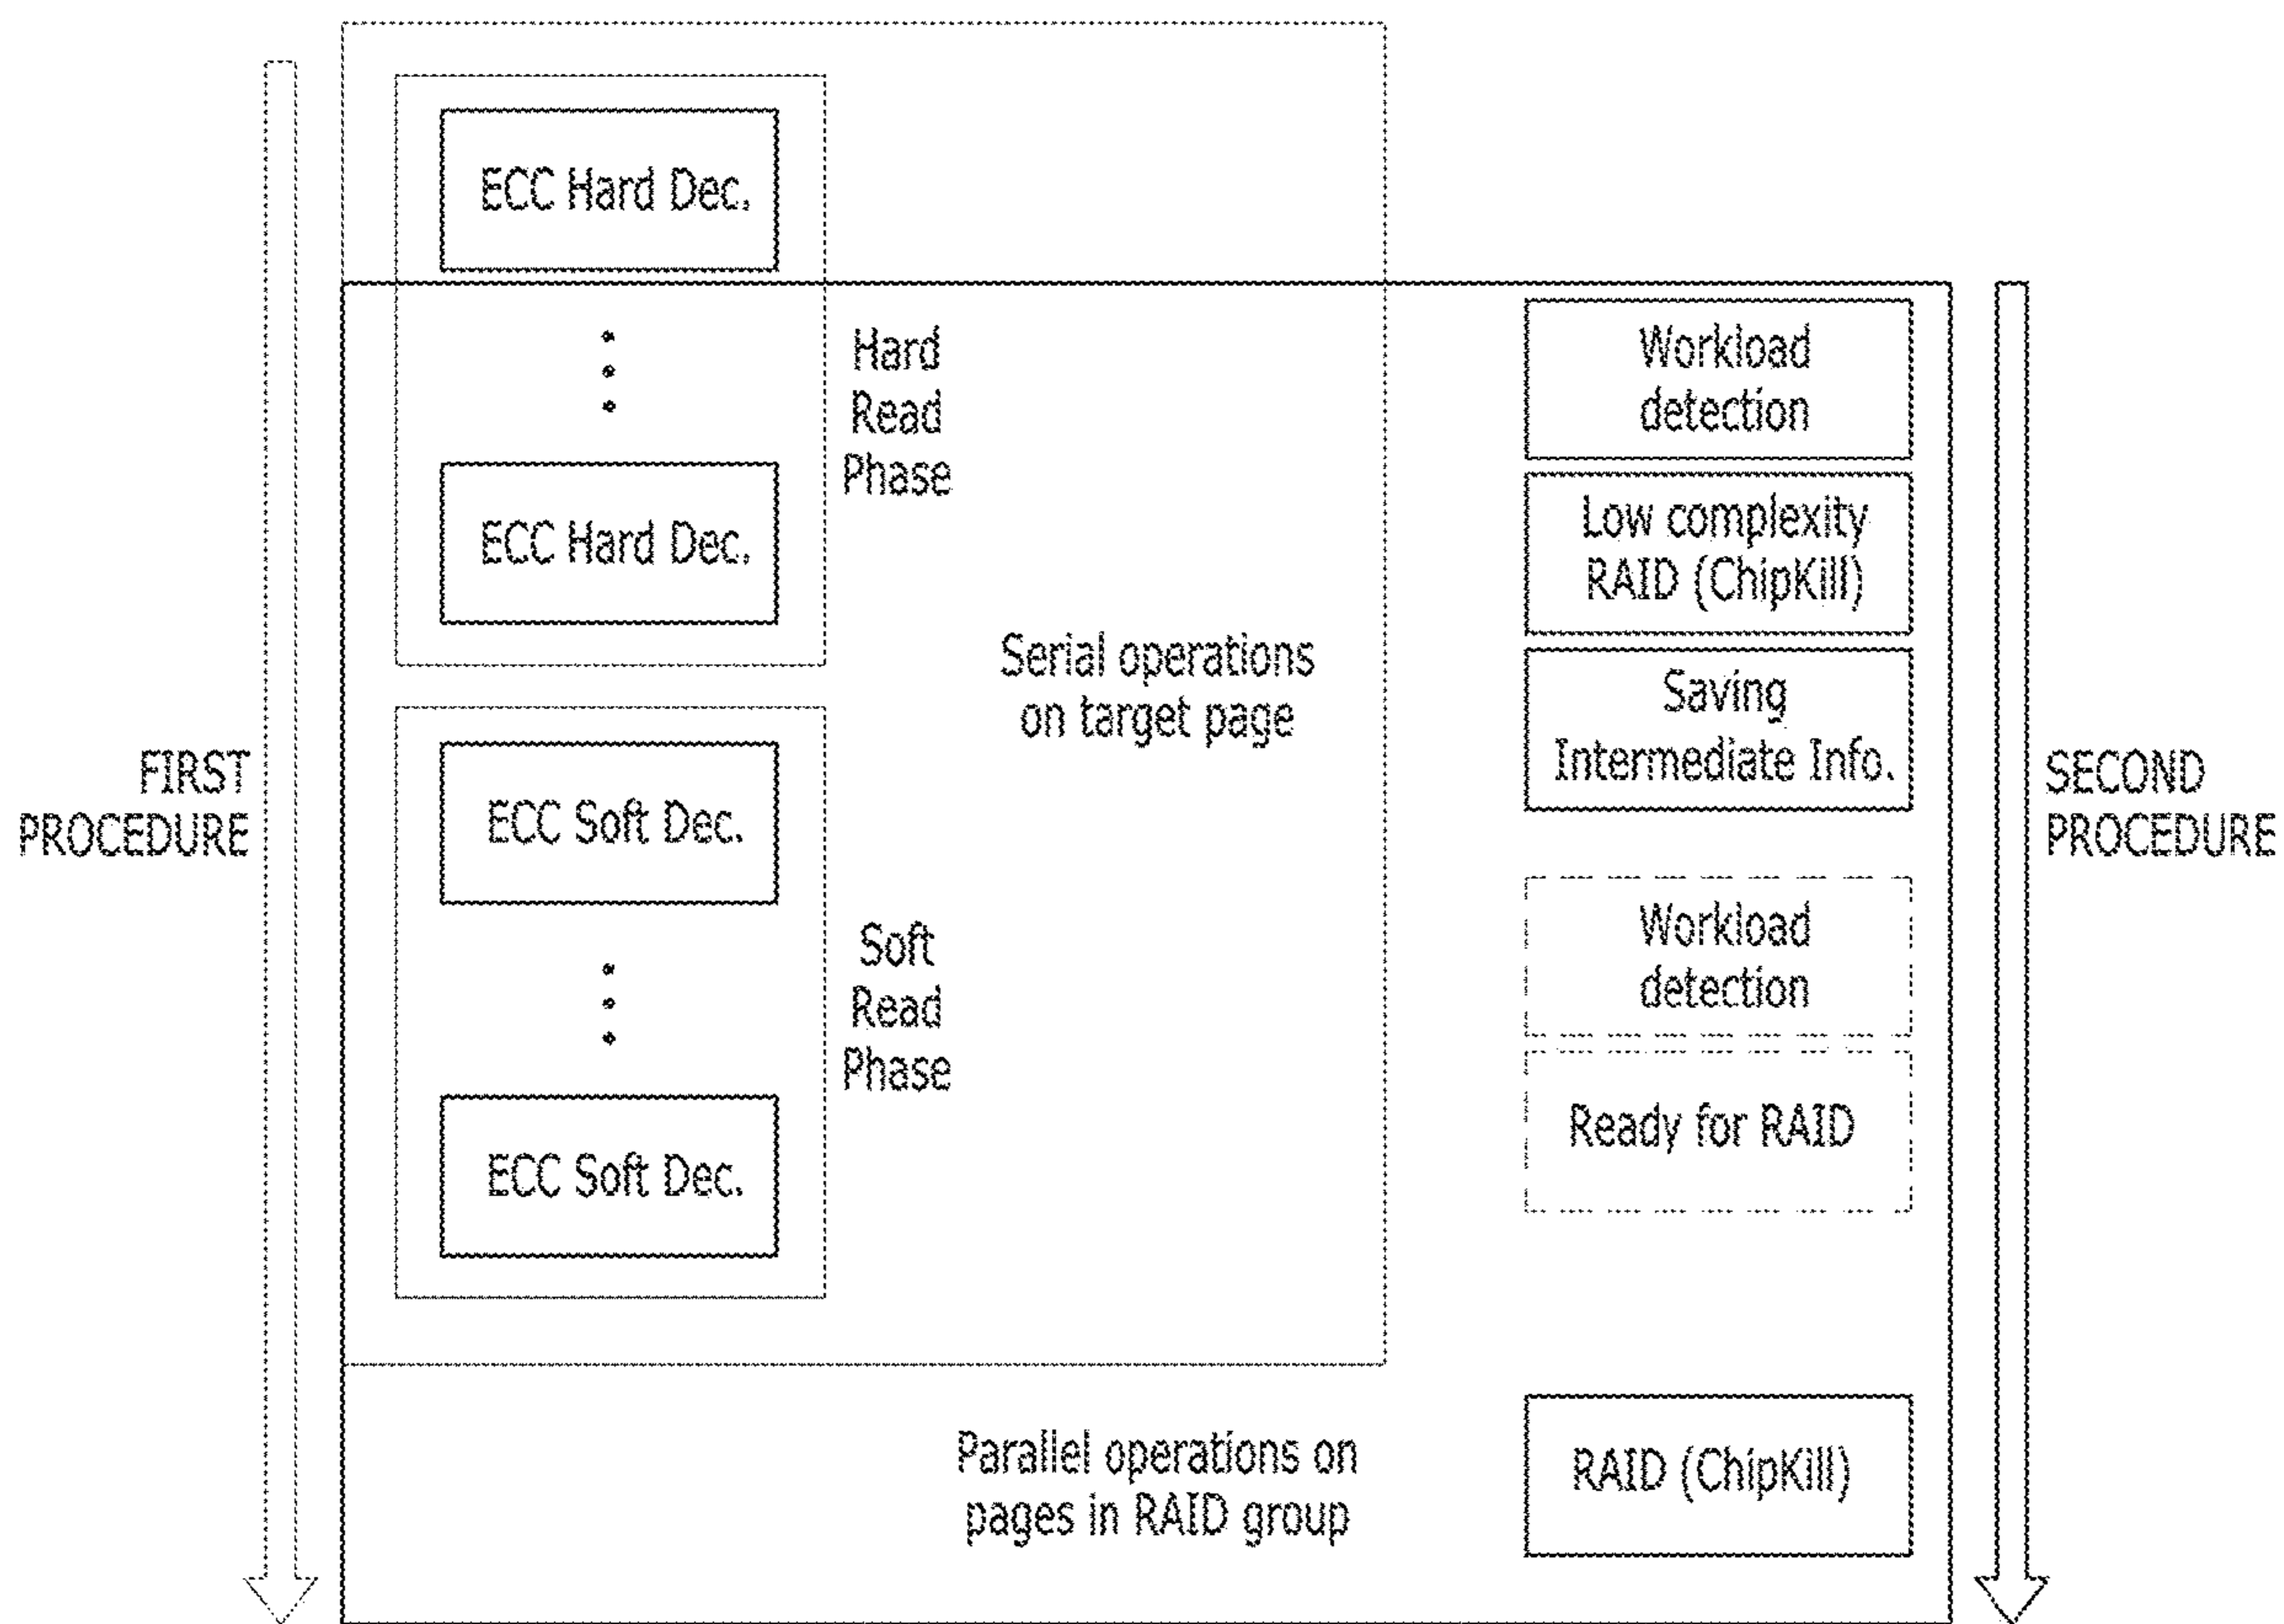 ECC Hard Dec.
Hard
Read
Phase
ECC Hard Dec.
Serial operations
on target page
FIRST
PROCEDURE
ECC Soft Dec.
Soft
Read
Phase
ECC Soft Dec.
Workload
detection
Low complexity
RAID (ChipKill)
Saving
Intermediate Info.
SECOND
PROCEDURE
Workload
detection
Ready for RAID
Parallel operations on
pages in RAID group
RAID (ChipKill)